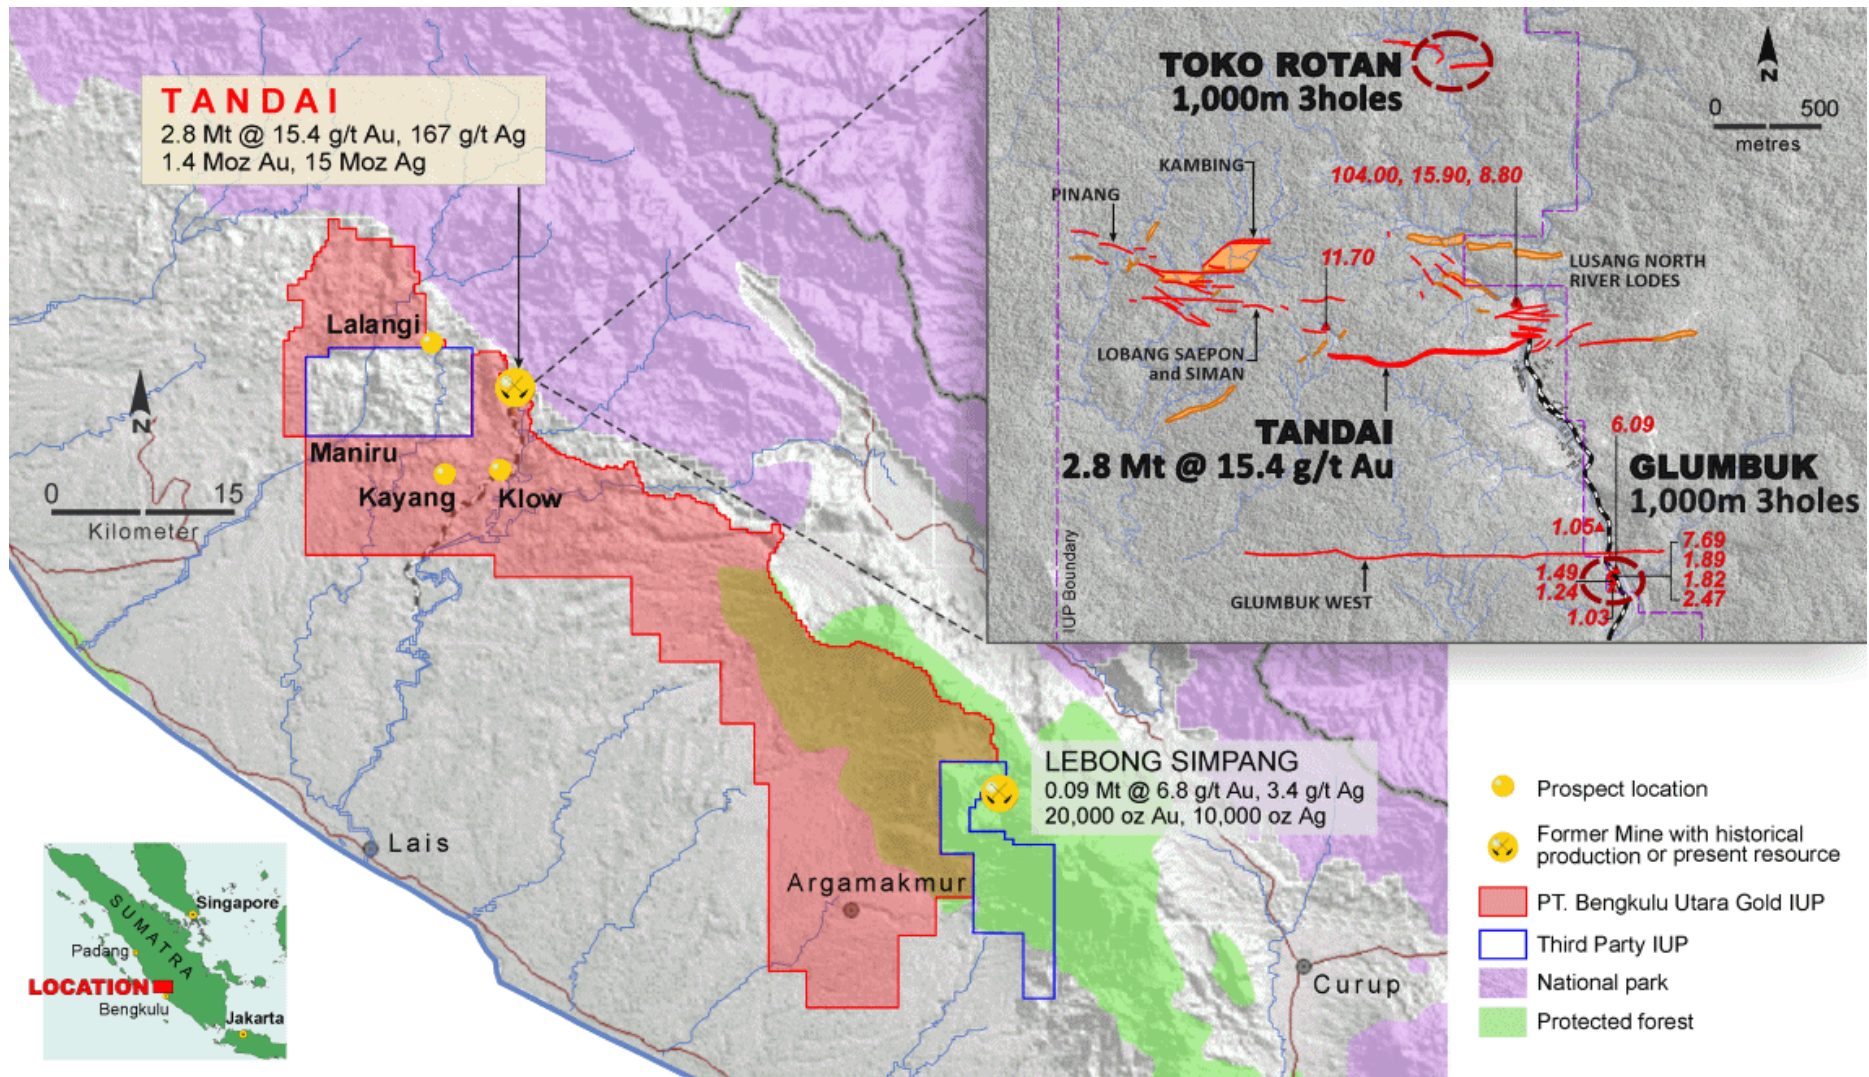 TANDAI
2.8 Mt @ 15.4 g/t Au, 167 g/t Ag
1.4 Moz Au, 15 Moz Ag
Lalangi
N
Maniru
Kayang
Klow
0 15
Kilometer
Lais
Argamakmur
LEBONG SIMPANG
0.09 Mt @ 6.8 g/t Au, 3.4 g/t Ag
20,000 oz Au, 10,000 oz Ag
Curup
SUMATRA
Singapore
Padang
LOCATION
Bengkulu
Jakarta
TOKO ROTAN
1,000m 3holes
N
0 500
metres
KAMBING
PINANG
104.00, 15.90, 8.80
11.70
LUSANG NORTH
RIVER LODES
LOBANG SAEPON
and SIMAN
TANDAI
2.8 Mt @ 15.4 g/t Au
6.09
GLUMBUK
1,000m 3holes
1.05
7.69
1.89
1.82
2.47
1.49
1.24
1.03
GLUMBUK WEST
IUP Boundary
Prospect location
Former Mine with historical
production or present resource
PT. Bengkulu Utara Gold IUP
Third Party IUP
National park
Protected forest